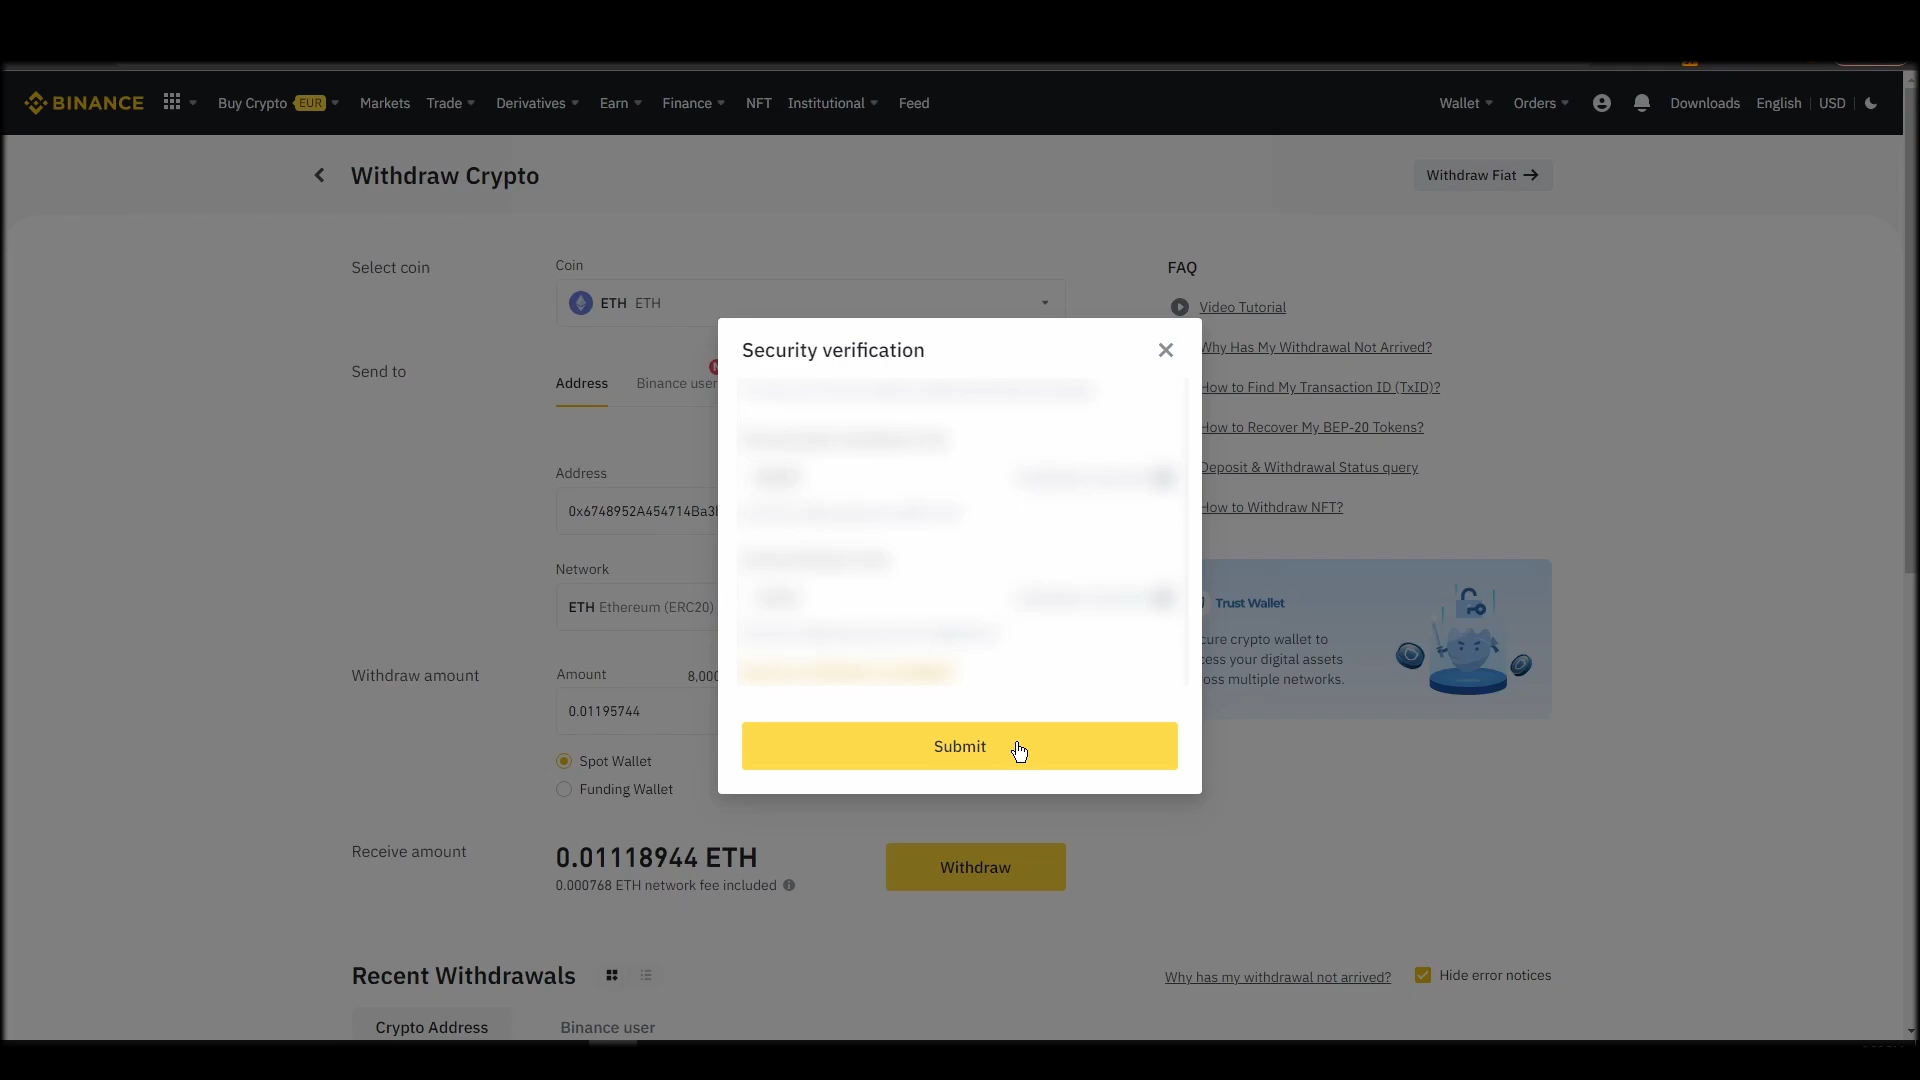 BINANCE
Buy Crypto EUR Markets Trade Derivatives Earn Finance NFT Institutional Feed
Wallet Orders Downloads English USD
Withdraw Crypto
Withdraw Fiat
Select coin
Coin
ETH ETH
Send to
Address Binance user
Address
0x6748952A454714Ba3
Network
ETH Ethereum (ERC20)
Withdraw amount
Amount 8,000
0.01195744
Spot Wallet
Funding Wallet
Receive amount
0.01118944 ETH
0.000768 ETH network fee included
Withdraw
Security verification
Submit
FAQ
Video Tutorial
Why Has My Withdrawal Not Arrived?
How to Find My Transaction ID (TxID)?
How to Recover My BEP-20 Tokens?
Deposit & Withdrawal Status query
How to Withdraw NFT?
Trust Wallet
cure crypto wallet to
cess your digital assets
oss multiple networks.
Recent Withdrawals
Why has my withdrawal not arrived? Hide error notices
Crypto Address Binance user